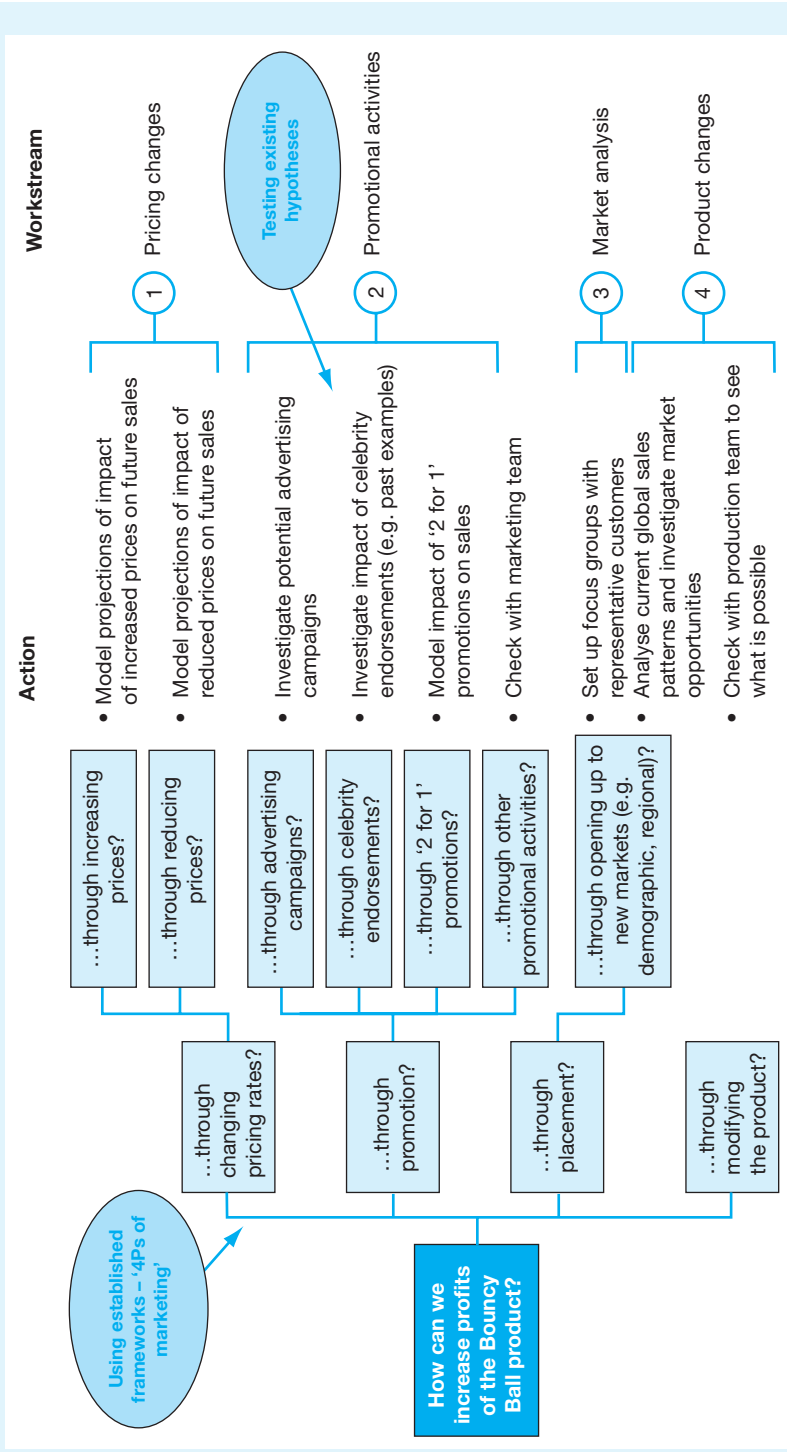 Action
Workstream
Using established
frameworks – ‘4Ps of
marketing’
How can we
increase profits
of the Bouncy
Ball product?
…through
changing
pricing rates?
…through
promotion?
…through
placement?
…through
modifying
the product?
…through increasing
prices?
…through reducing
prices?
…through advertising
campaigns?
…through celebrity
endorsements?
…through ‘2 for 1’
promotions?
…through other
promotional activities?
…through opening up to
new markets (e.g.
demographic, regional)?
• Model projections of impact
of increased prices on future sales
• Model projections of impact of
reduced prices on future sales
• Investigate potential advertising
campaigns
• Investigate impact of celebrity
endorsements (e.g. past examples)
• Model impact of ‘2 for 1’
promotions on sales
• Check with marketing team
• Set up focus groups with
representative customers
• Analyse current global sales
patterns and investigate market
opportunities
• Check with production team to see
what is possible
1 Pricing changes
Testing existing
hypotheses
2 Promotional activities
3 Market analysis
4 Product changes